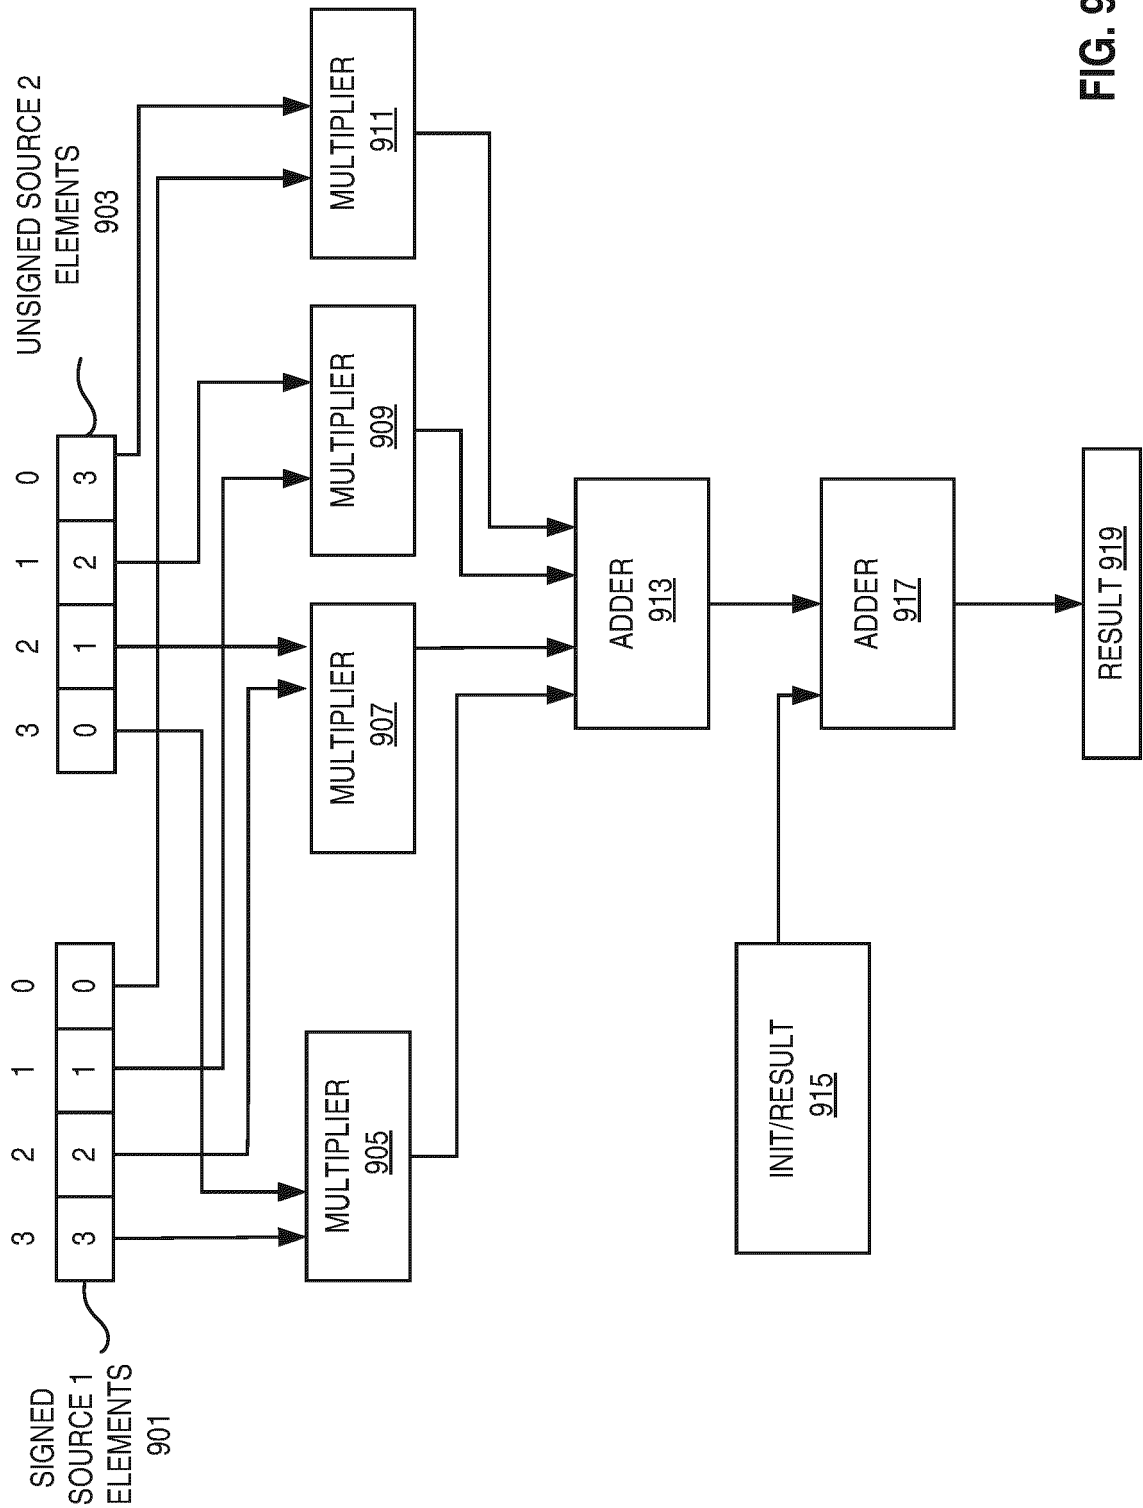 SIGNED
SOURCE 1
ELEMENTS
901
3 2 1 0
3 2 1 0
3 2 1 0
0 1 2 3
UNSIGNED SOURCE 2
ELEMENTS
903
MULTIPLIER
905
MULTIPLIER
907
MULTIPLIER
909
MULTIPLIER
911
ADDER
913
INIT/RESULT
915
ADDER
917
RESULT 919
FIG. 9